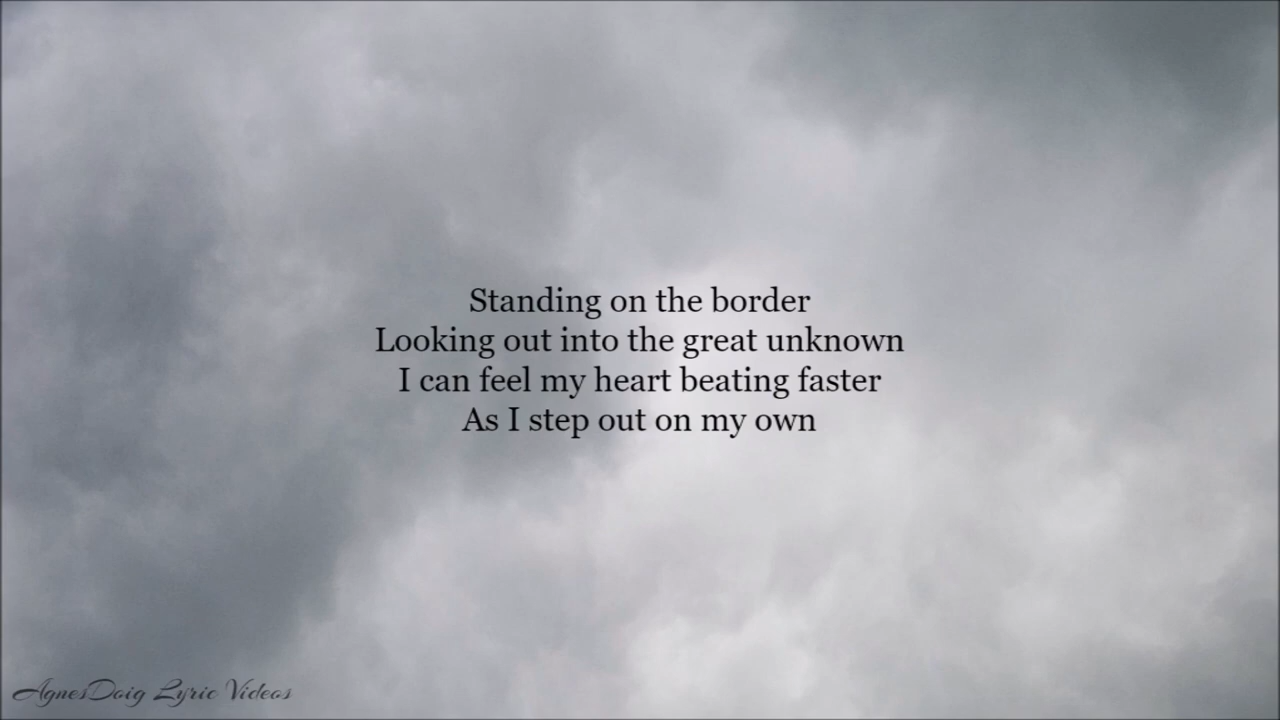 Standing on the border
Looking out into the great unknown
I can feel my heart beating faster
As I step out on my own
AgnesDoig Lyric Videos